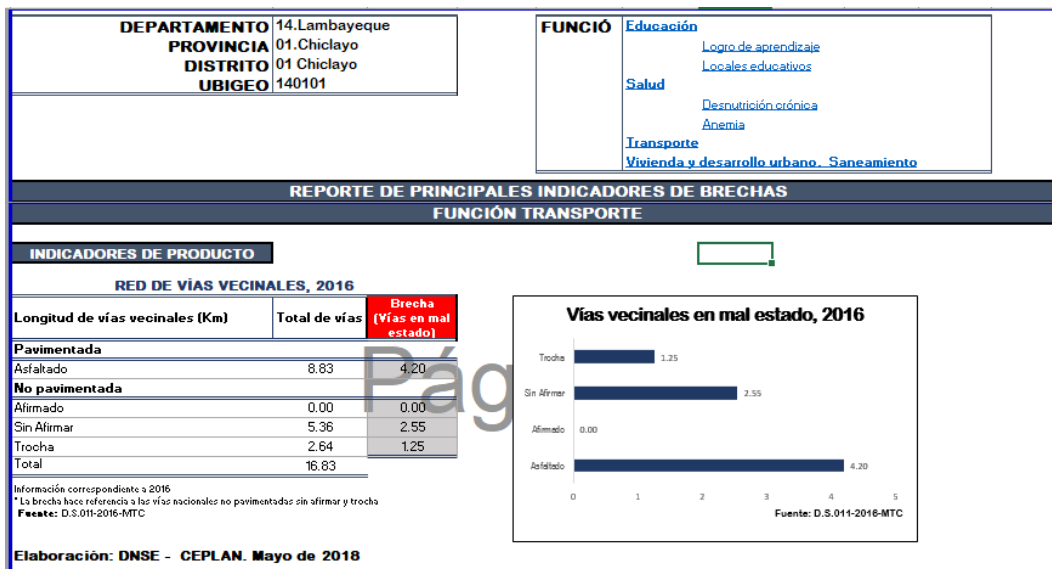 DEPARTAMENTO 14.Lambayeque
PROVINCIA 01.Chiclayo
DISTRITO 01 Chiclayo
UBIGEO 140101
FUNCIÓ Educación
Logro de aprendizaje
Locales educativos
Salud
Desnutrición crónica
Anemia
Transporte
Vivienda y desarrollo urbano. Saneamiento
REPORTE DE PRINCIPALES INDICADORES DE BRECHAS
FUNCIÓN TRANSPORTE
INDICADORES DE PRODUCTO
RED DE VÍAS VECINALES, 2016
Longitud de vías vecinales (Km) Total de vías Brecha
(Vías en mal
estado)
Pavimentada
Asfaltado 8.83 4.20
No pavimentada
Afirmado 0.00 0.00
Sin Afirmar 5.36 2.55
Trocha 2.64 1.25
Total 16.83
Pág
Información correspondiente a 2016
* La brecha hace referencia a las vías nacionales no pavimentadas sin afirmar y trocha
Fuente: D.S.011-2016-MTC
Elaboración: DNSE - CEPLAN. Mayo de 2018
Vías vecinales en mal estado, 2016
Trocha 1.25
Sin Afirmar 2.55
Afirmado 0.00
Asfaltado 4.20
0 1 2 3 4 5
Fuente: D.S.011-2016-MTC